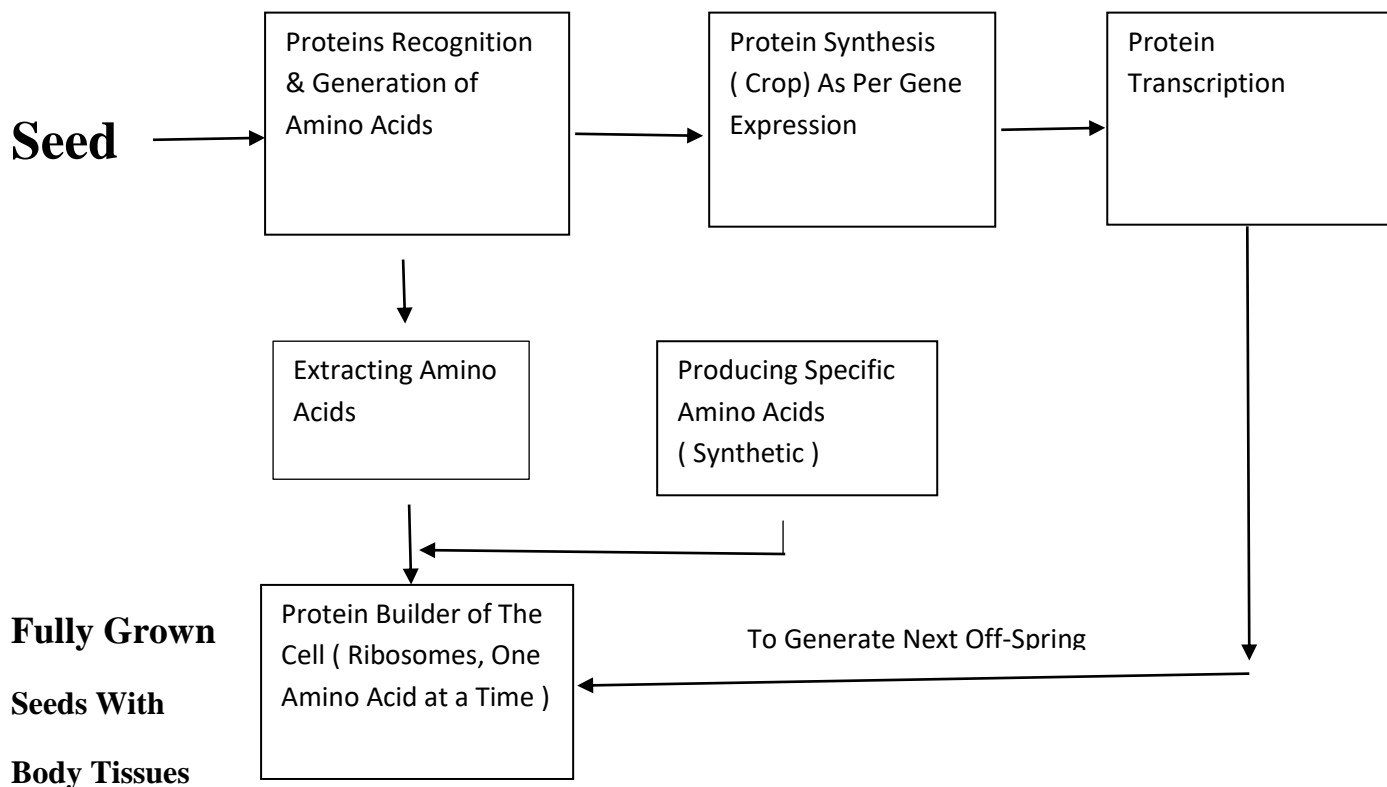 Seed
Proteins Recognition
& Generation of
Amino Acids
Protein Synthesis
( Crop) As Per Gene
Expression
Protein
Transcription
Extracting Amino
Acids
Producing Specific
Amino Acids
( Synthetic )
Fully Grown
Seeds With
Body Tissues
Protein Builder of The
Cell ( Ribosomes, One
Amino Acid at a Time )
To Generate Next Off-Spring